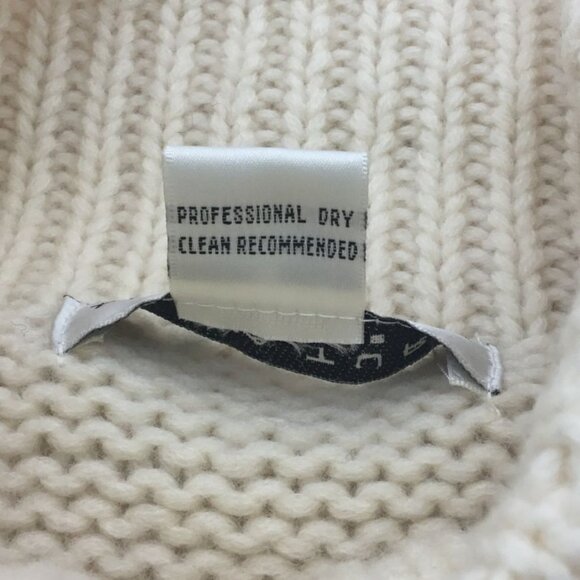 PROFESSIONAL DRY
CLEAN RECOMMENDED